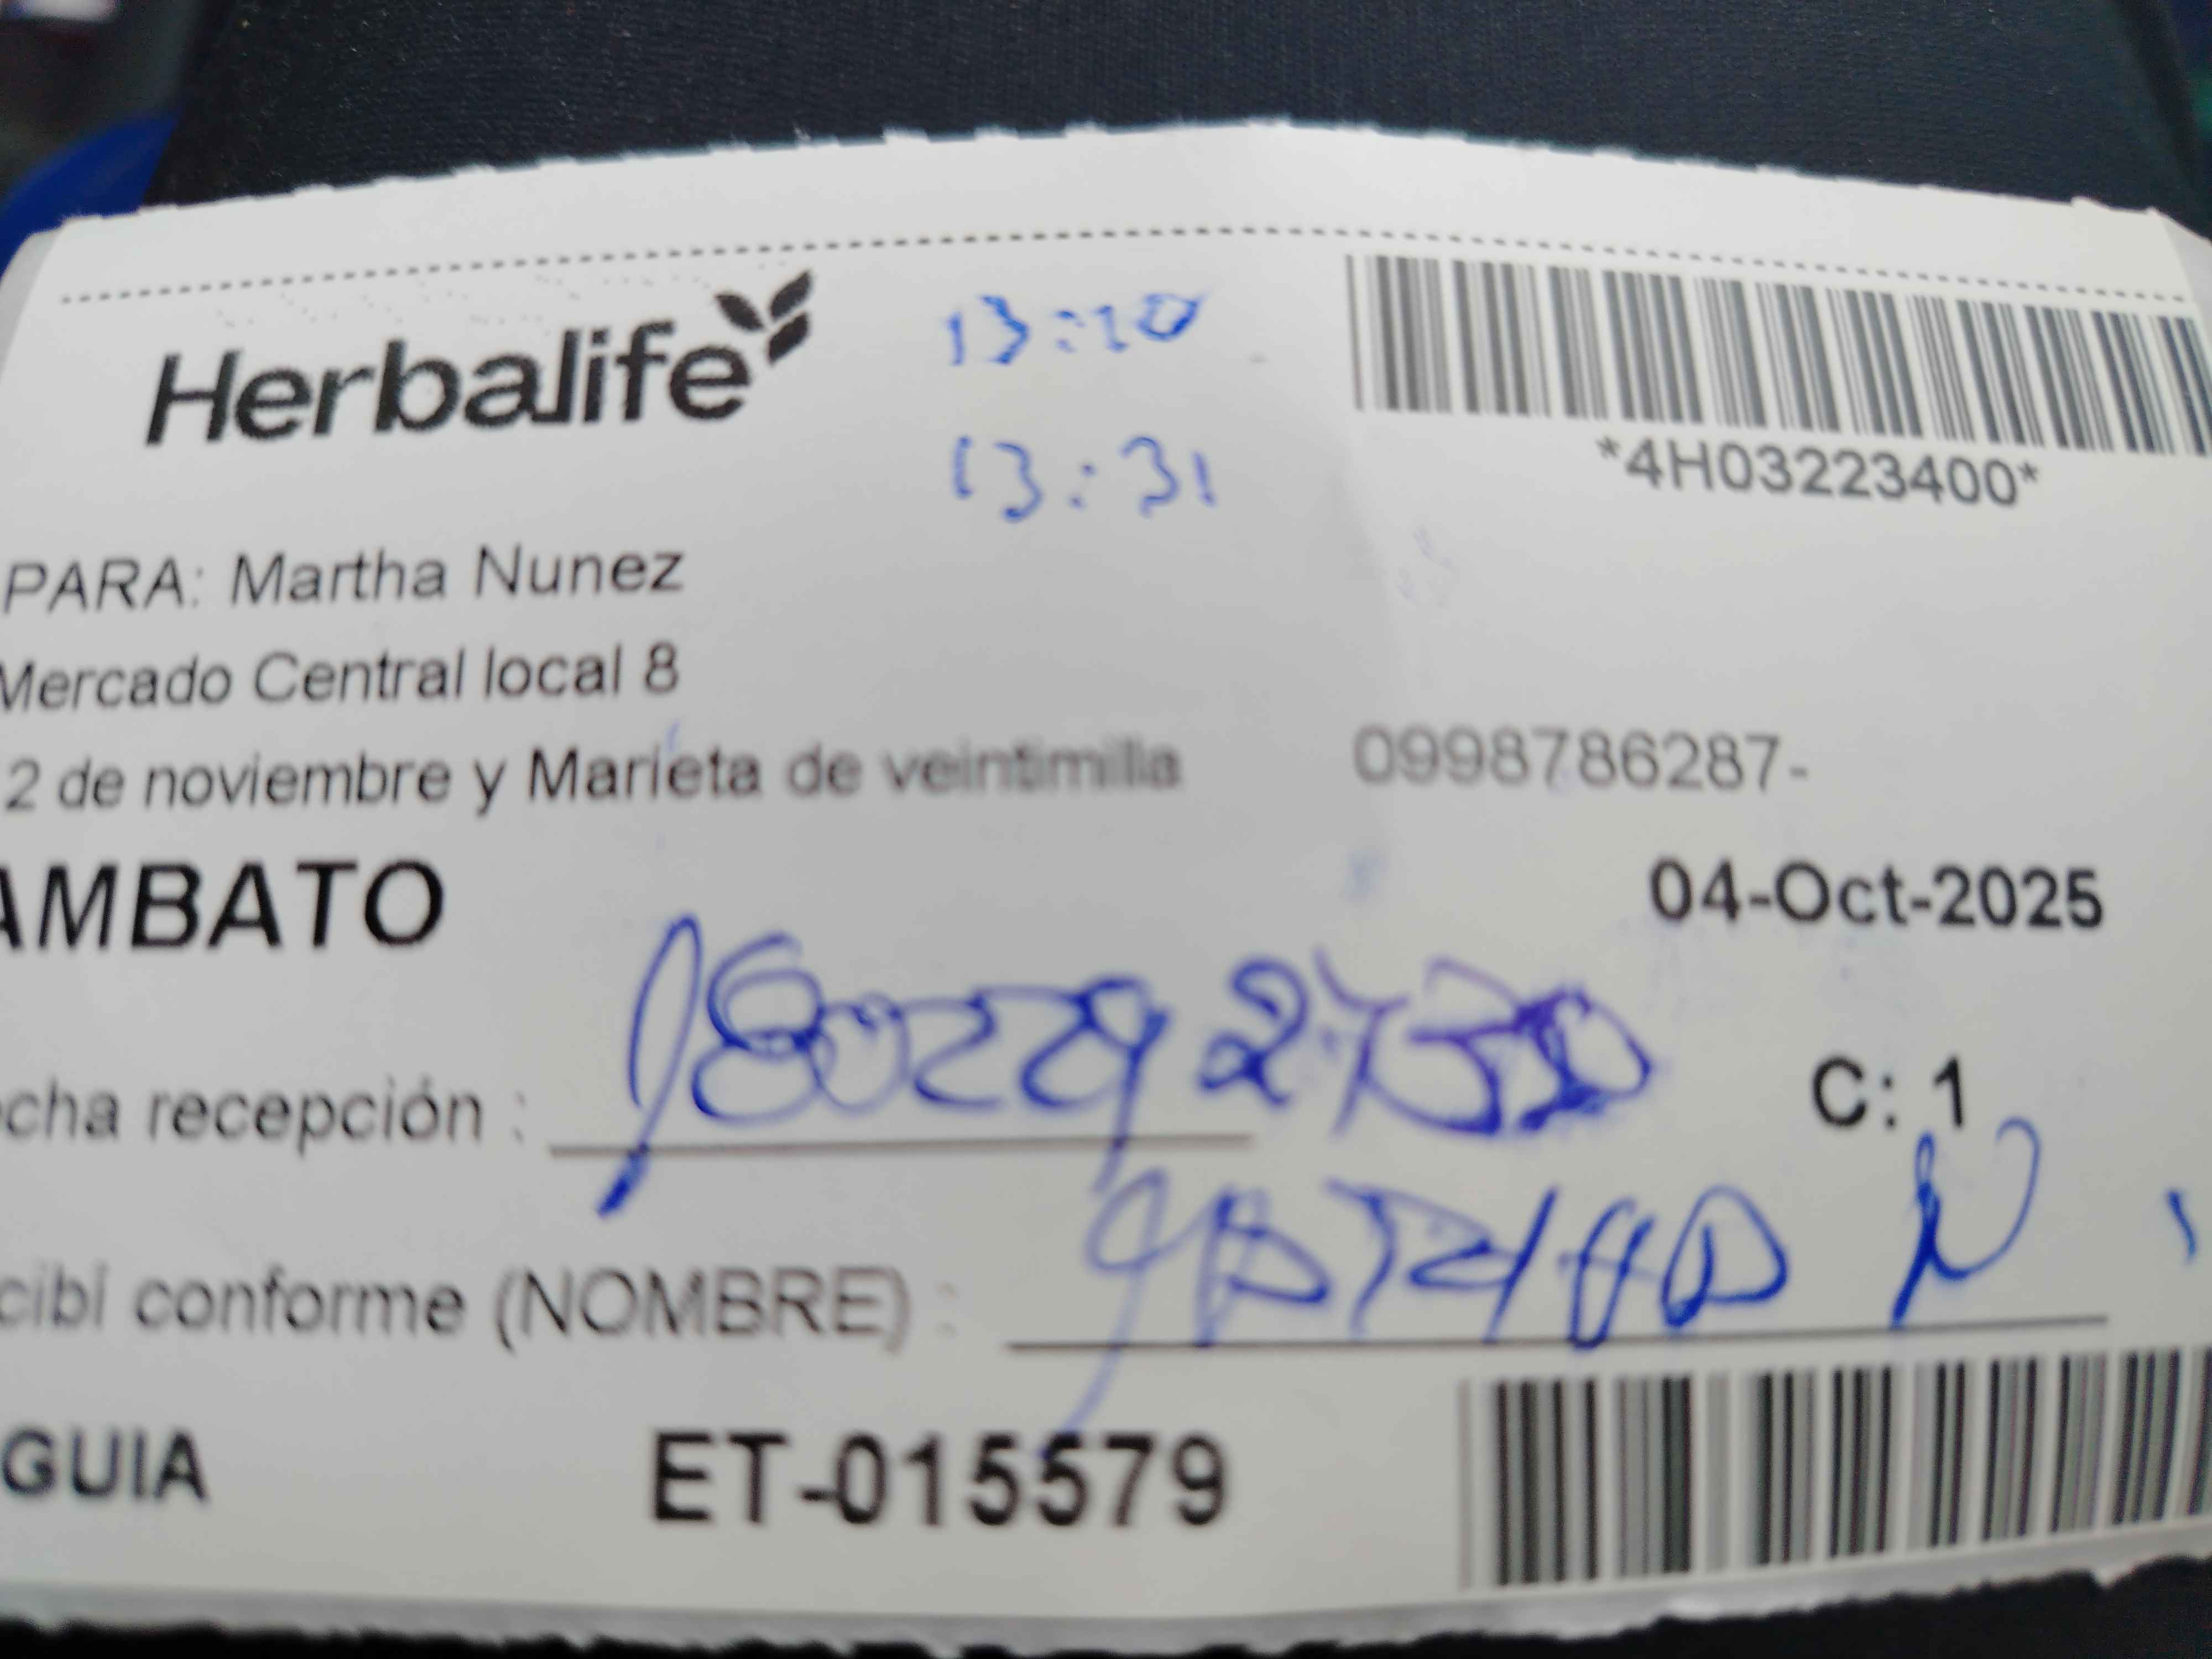 Herbalife
13:10
13:31
*4H03223400*
PARA: Martha Nunez
Mercado Central local 8
2 de noviembre y Marieta de veintimilla 0998786287-
AMBATO
04-Oct-2025
cha recepción :
C: 1
cibí conforme (NOMBRE) :
GUIA ET-015579